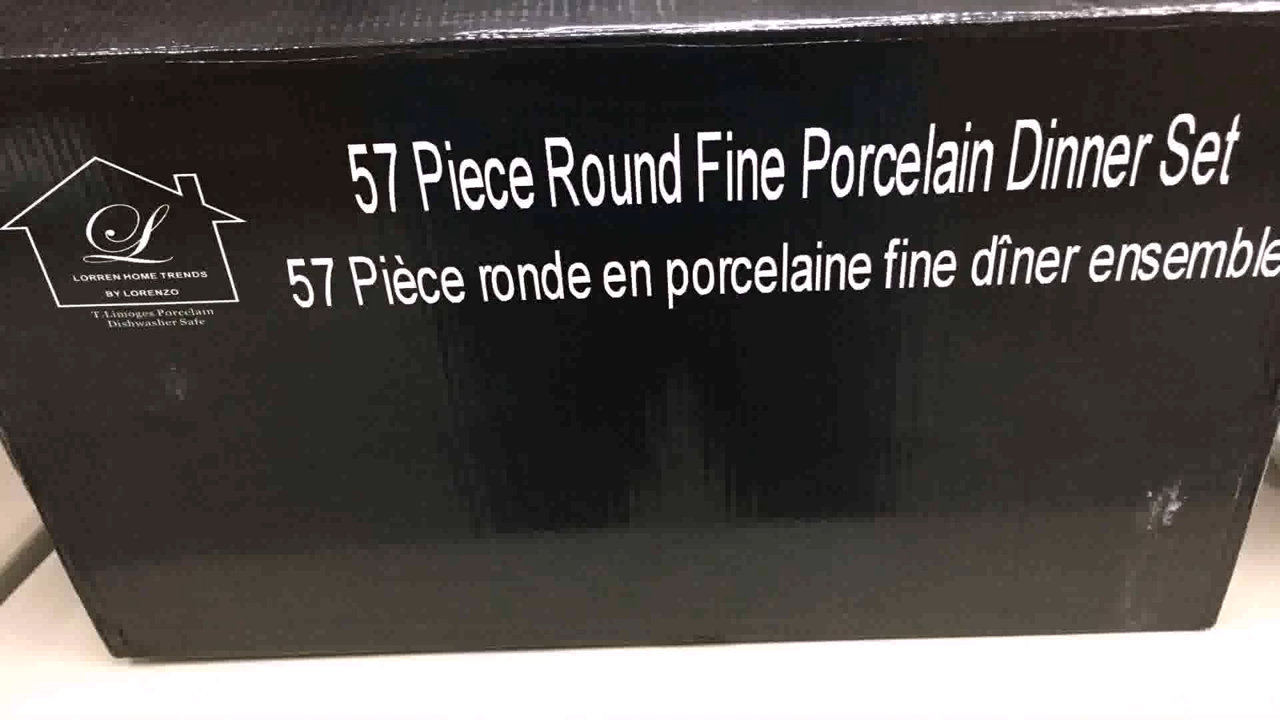 57 Piece Round Fine Porcelain Dinner Set
57 Pièce ronde en porcelaine fine dîner ensemble
L
LORREN HOME TRENDS
BY LORENZO
T.Limoges Porcelain
Dishwasher Safe